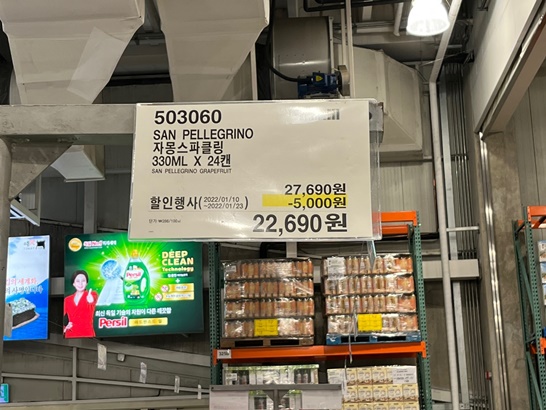 503060
SAN PELLEGRINO
자몽스파클링
330ML X 24캔
SAN PELLEGRINO GRAPEFRUIT
27,690원
할인행사(2022/01/10 ~2022/01/23) -5,000원
22,690원
DEEP
CLEAN
Technology
Persil
Persil